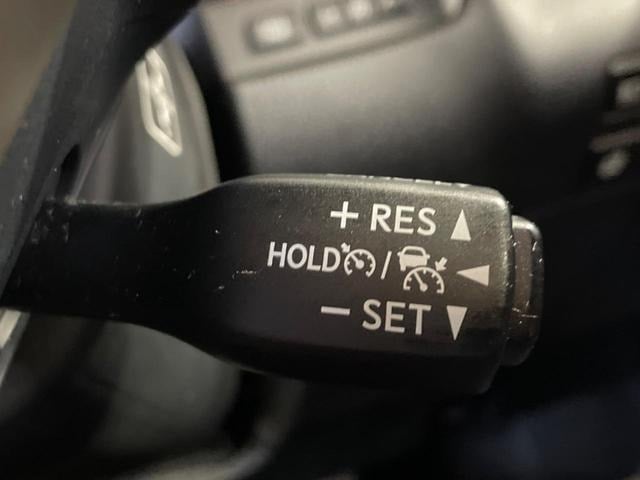 + RES ▲
HOLD / ◀
− SET ▼